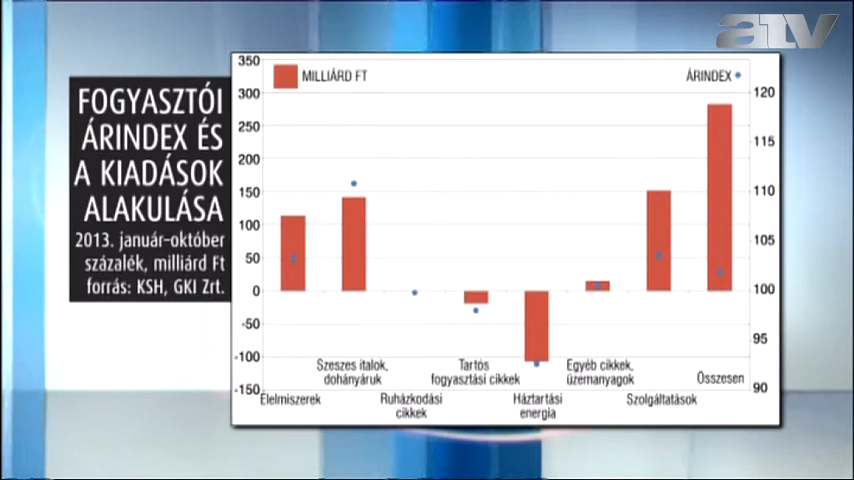 atv
FOGYASZTÓI
ÁRINDEX ÉS
A KIADÁSOK
ALAKULÁSA
2013. január-október
százalék, milliárd Ft
forrás: KSH, GKI Zrt.
MILLIÁRD FT
ÁRINDEX
350
300
250
200
150
100
50
0
-50
-100
-150
120
115
110
105
100
95
90
Élelmiszerek
Szeszes italok,
dohányáruk
Ruházkodási
cikkek
Tartós
fogyasztási cikkek
Háztartási
energia
Egyéb cikkek,
üzemanyagok
Szolgáltatások
Összesen